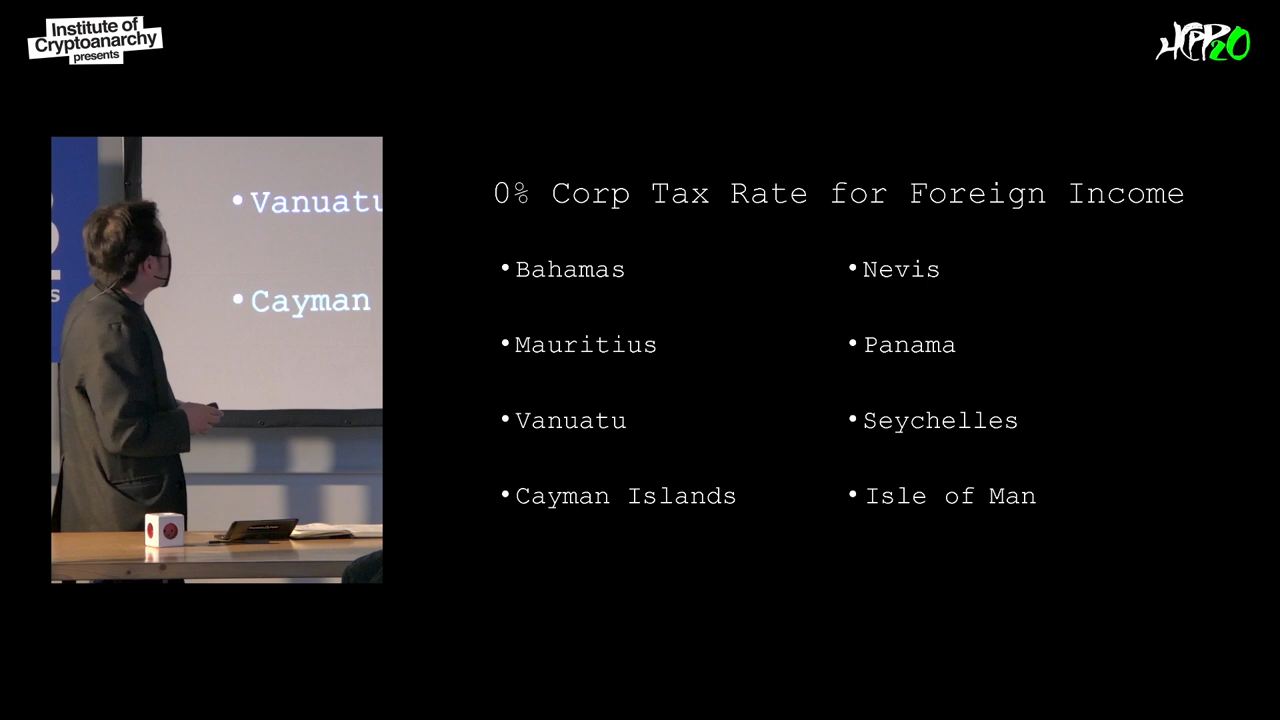 Institute of
Cryptoanarchy
presents
HCPP20
• Vanuatu
• Cayman
0% Corp Tax Rate for Foreign Income
• Bahamas
• Mauritius
• Vanuatu
• Cayman Islands
• Nevis
• Panama
• Seychelles
• Isle of Man